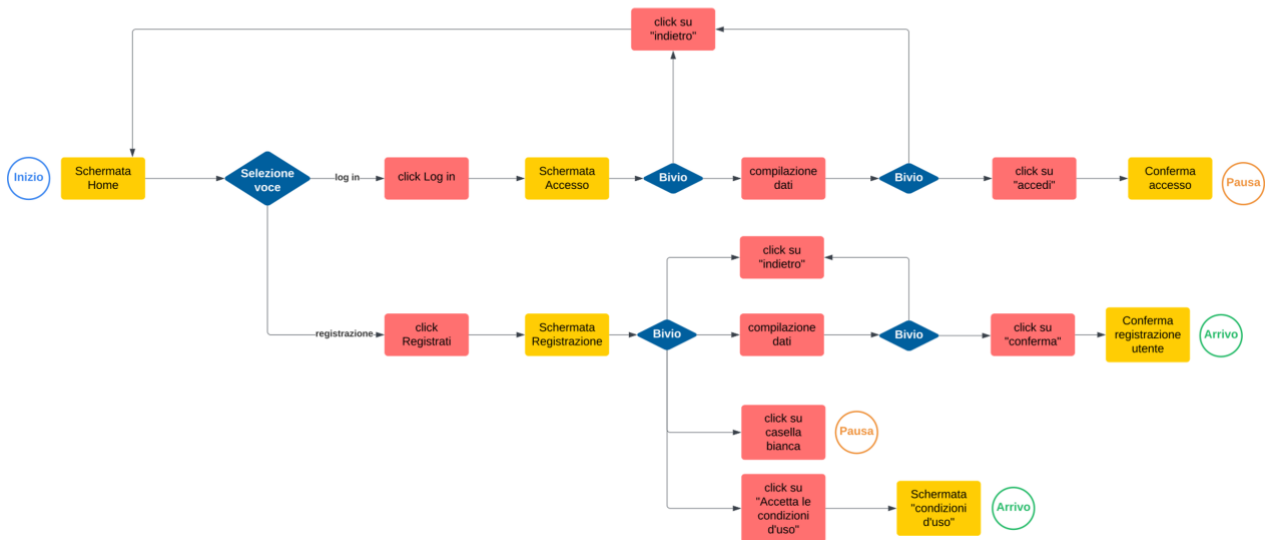 click su
"indietro"
Inizio
Schermata
Home
Selezione
voce
log in
click Log in
Schermata
Accesso
Bivio
compilazione
dati
Bivio
click su
"accedi"
Conferma
accesso
Pausa
click su
"indietro"
registrazione
click
Registrati
Schermata
Registrazione
Bivio
compilazione
dati
Bivio
click su
"conferma"
Conferma
registrazione
utente
Arrivo
click su
casella
bianca
Pausa
click su
"Accetta le
condizioni
d'uso"
Schermata
"condizioni
d'uso"
Arrivo